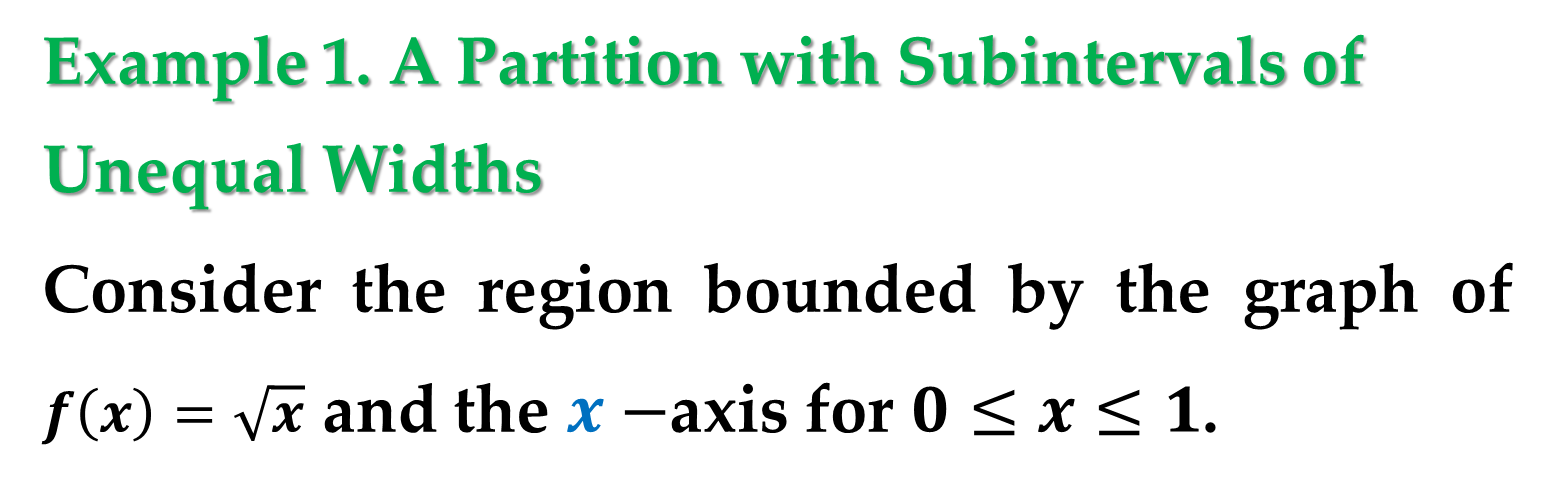 Example 1. A Partition with Subintervals of
Unequal Widths
Consider the region bounded by the graph of
f(x) = √x and the x −axis for 0 ≤ x ≤ 1.